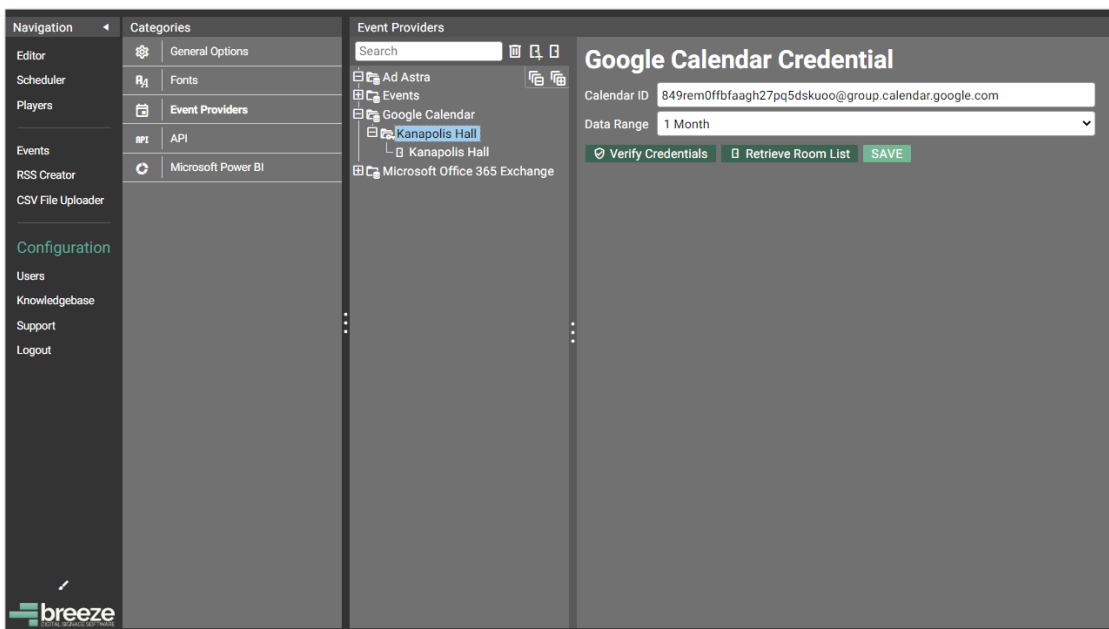 Navigation
Categories
Event Providers
Editor
Scheduler
Players
Events
RSS Creator
CSV File Uploader
Configuration
Users
Knowledgebase
Support
Logout
General Options
Fonts
Event Providers
API API
Microsoft Power BI
Search
Ad Astra
Events
Google Calendar
Kanapolis Hall
Kanapolis Hall
Microsoft Office 365 Exchange
Google Calendar Credential
Calendar ID 849rem0ffbfaagh27pq5dskuoo@group.calendar.google.com
Data Range 1 Month
Verify Credentials Retrieve Room List SAVE
breeze
DIGITAL SIGNAGE SOFTWARE